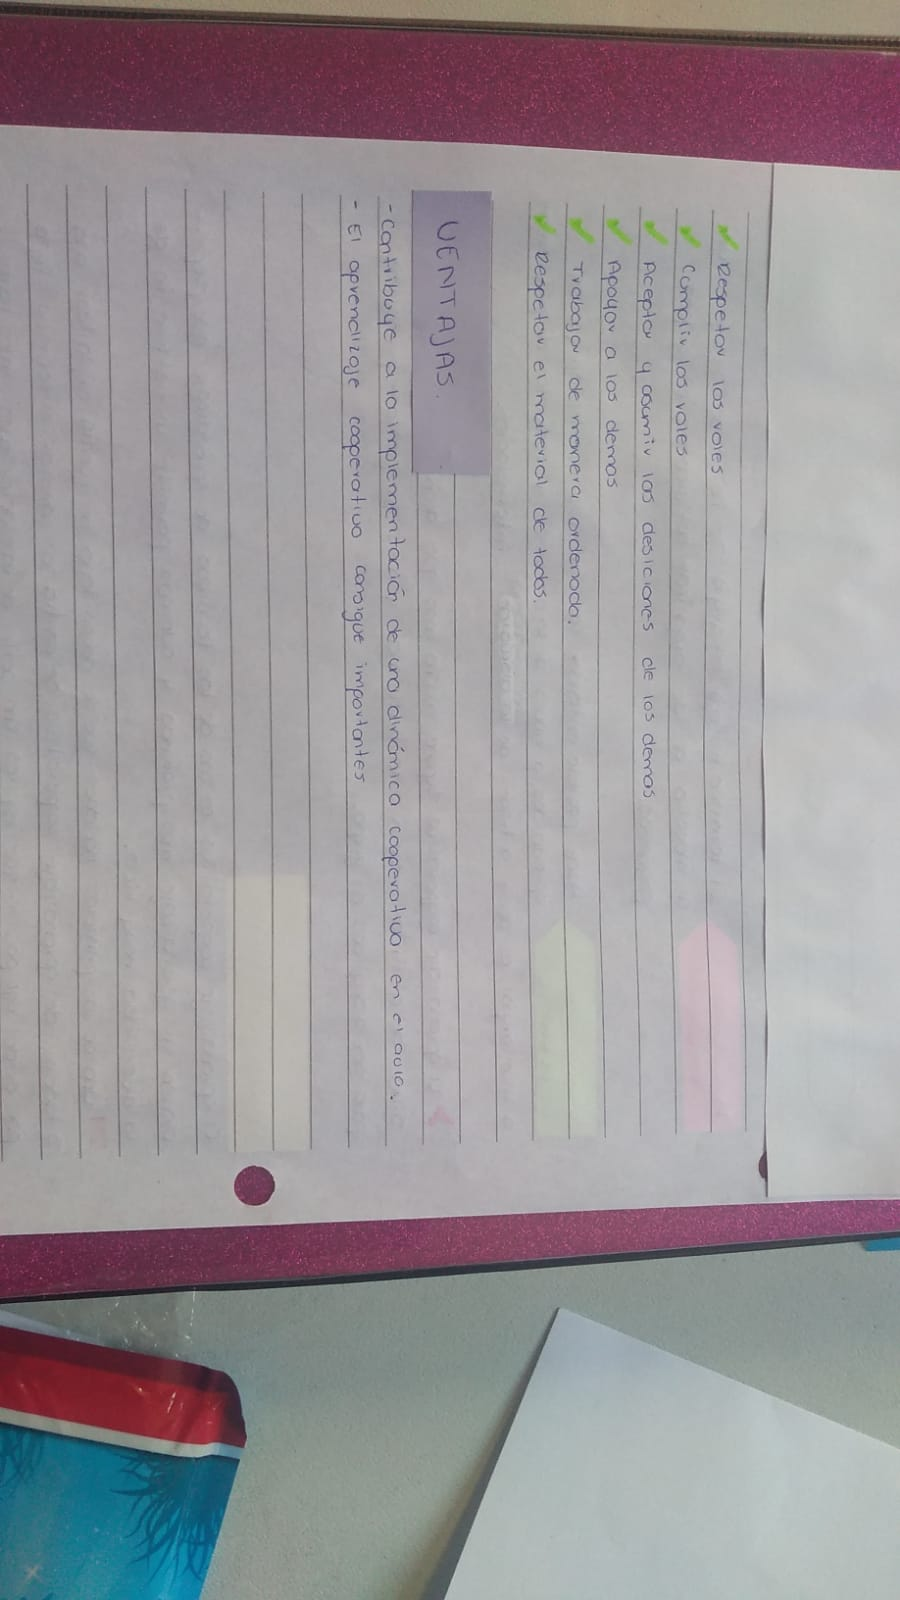 ✓ Respetar los roles
✓ Cumplir los roles
✓ Aceptar y asumir las desiciones de los demas
✓ Apoyar a los demas
✓ Trabajar de manera ordenada.
✓ Respetar el material de todos.
VENTAJAS.
- Contribuye a la implementación de una dinámica cooperativa en el aula.
- El aprendizaje cooperativo consigue importantes